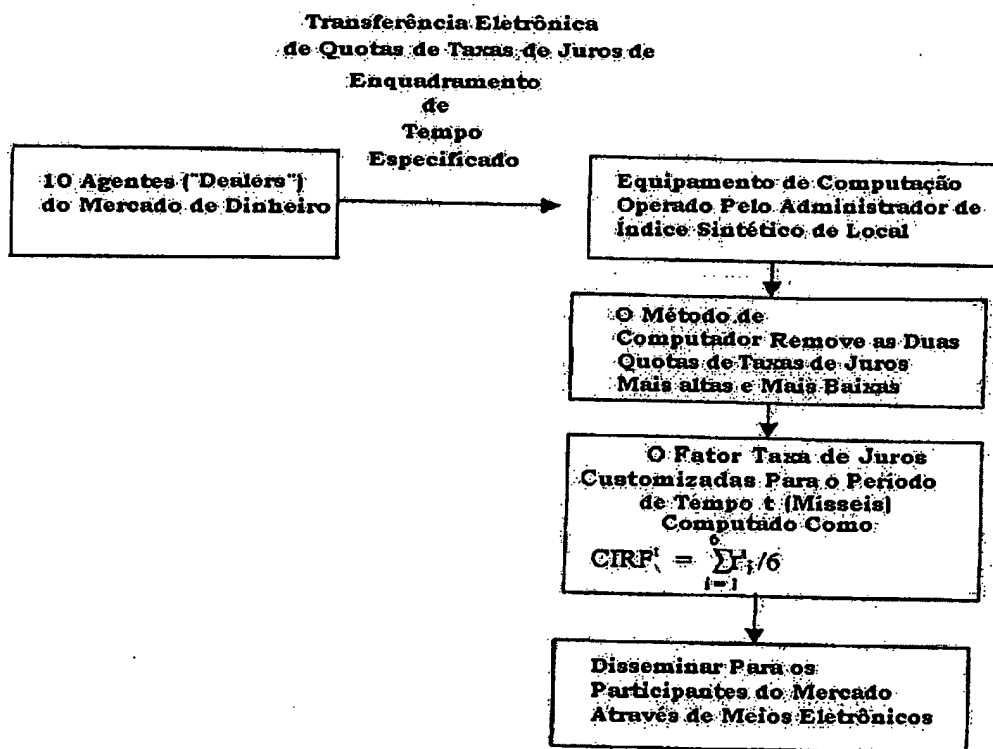 Transferência Eletrônica
de Quotas de Taxas de Juros de
Enquadramento
de
Tempo
Especificado
10 Agentes ("Dealers")
do Mercado de Dinheiro
Equipamento de Computação
Operado Pelo Administrador de
Índice Sintético de Local
O Método de
Computador Remove as Duas
Quotas de Taxas de Juros
Mais altas e Mais Baixas
O Fator Taxa de Juros
Customizadas Para o Período
de Tempo t (Misseis)
Computado Como
6
CIRF^t = ∑ /6
i=1
Disseminar Para os
Participantes do Mercado
Através de Meios Eletrônicos